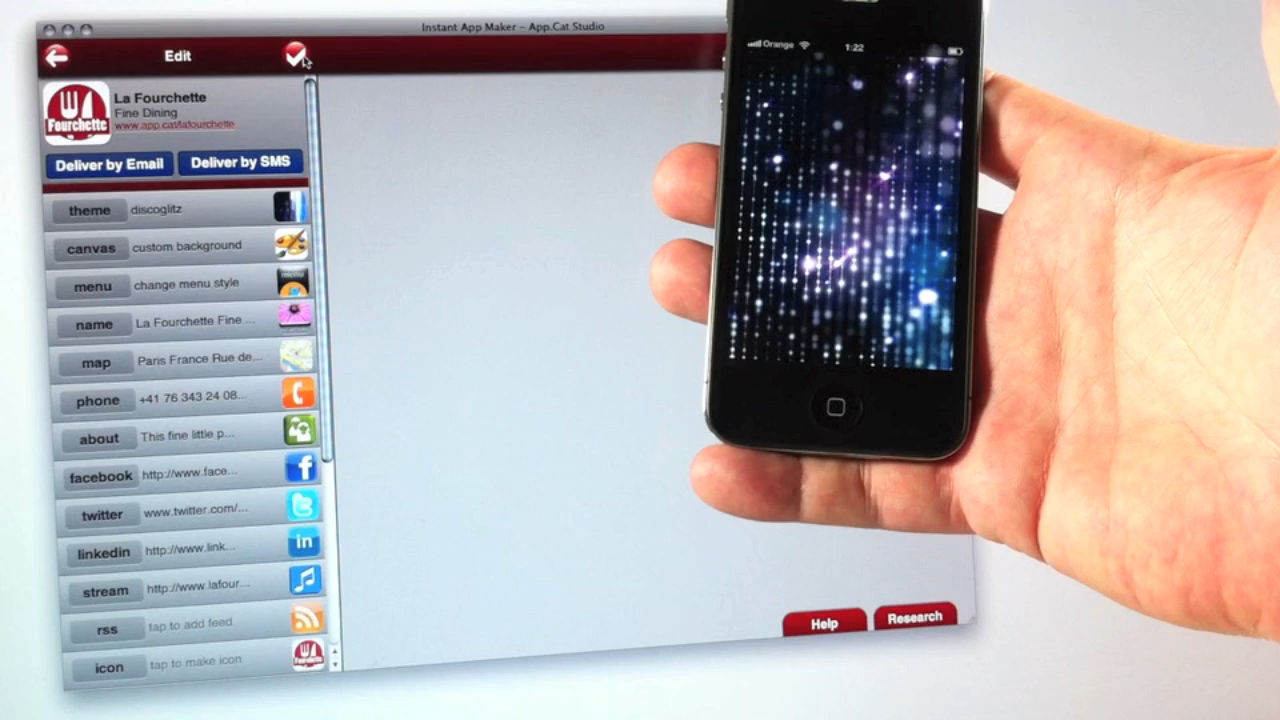 Instant App Maker – App.Cat Studio
Edit
Fourchette
La Fourchette
Fine Dining
www.app.cat/lafourchette
Deliver by Email
Deliver by SMS
theme discoglitz
canvas custom background
menu change menu style
menu
name La Fourchette Fine ...
map Paris France Rue de...
phone +41 76 343 24 08...
about This fine little p...
facebook http://www.face...
f
twitter www.twitter.com/...
linkedin http://www.link...
in
stream http://www.lafour...
rss tap to add feed
icon tap to make icon
Fourchette
Orange 1:22
Help
Research